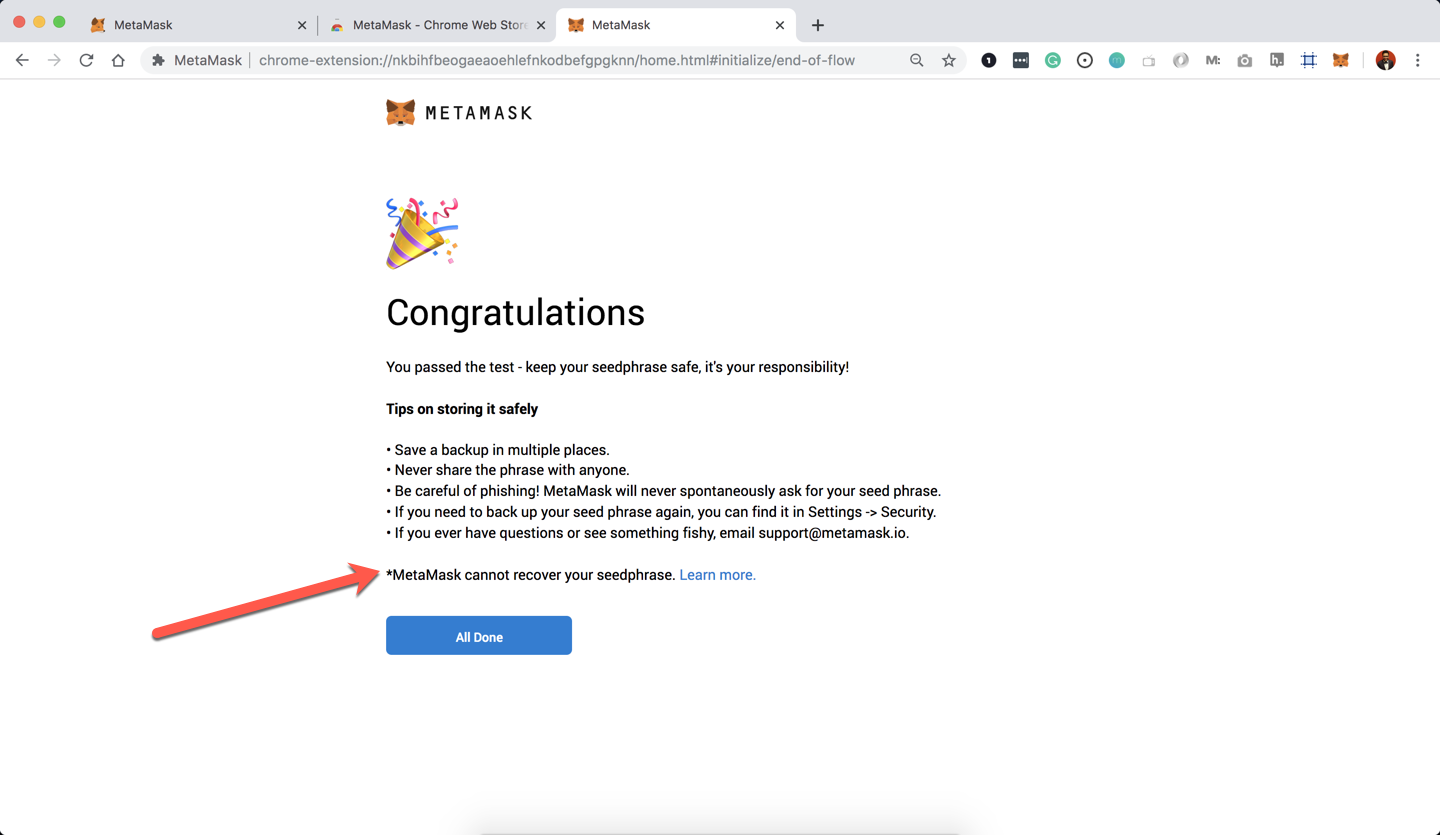 MetaMask
MetaMask - Chrome Web Store
MetaMask
MetaMask chrome-extension://nkbihfbeogaeaoehlefnkodbefgpgknn/home.html#initialize/end-of-flow
METAMASK
Congratulations
You passed the test - keep your seedphrase safe, it's your responsibility!
Tips on storing it safely
• Save a backup in multiple places.
• Never share the phrase with anyone.
• Be careful of phishing! MetaMask will never spontaneously ask for your seed phrase.
• If you need to back up your seed phrase again, you can find it in Settings -> Security.
• If you ever have questions or see something fishy, email support@metamask.io.
*MetaMask cannot recover your seedphrase. Learn more.
All Done